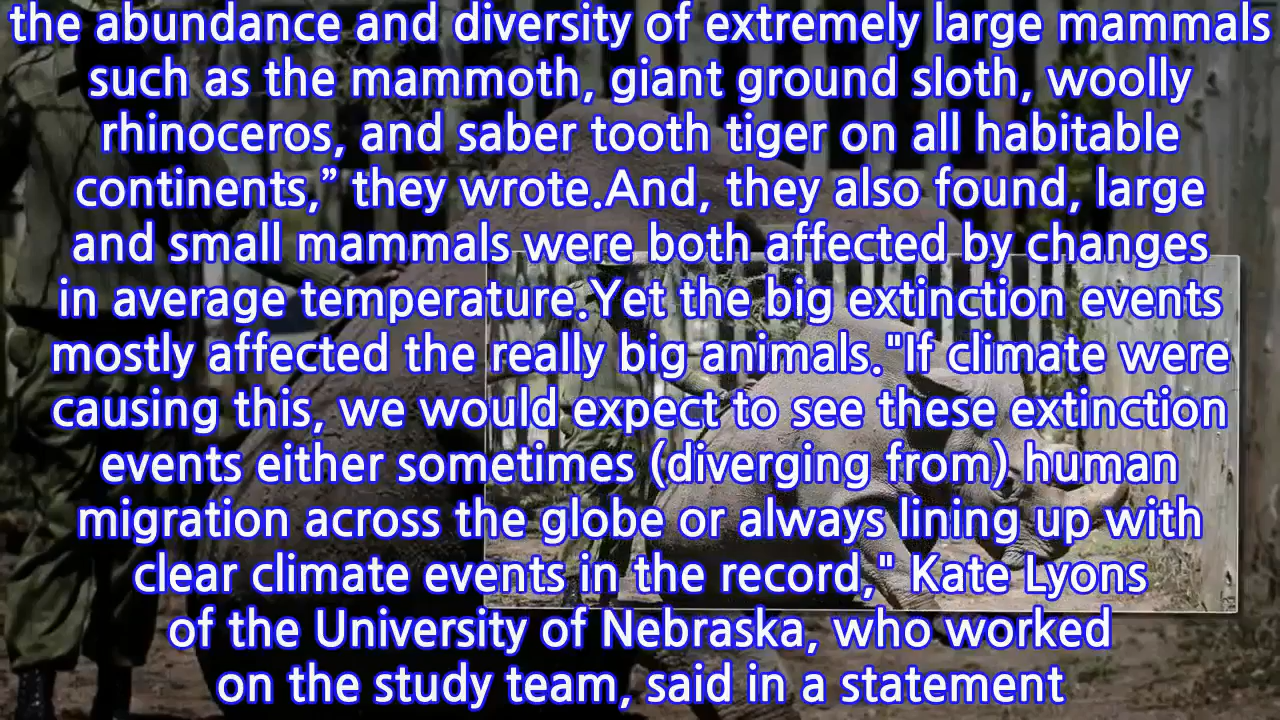 the abundance and diversity of extremely large mammals
such as the mammoth, giant ground sloth, woolly
rhinoceros, and saber tooth tiger on all habitable
continents,” they wrote.And, they also found, large
and small mammals were both affected by changes
in average temperature.Yet the big extinction events
mostly affected the really big animals."If climate were
causing this, we would expect to see these extinction
events either sometimes (diverging from) human
migration across the globe or always lining up with
clear climate events in the record," Kate Lyons
of the University of Nebraska, who worked
on the study team, said in a statement